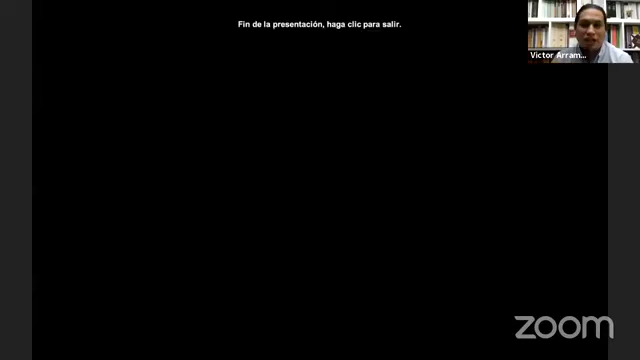 Fin de la presentación, haga clic para salir.
Victor Arram...
zoom